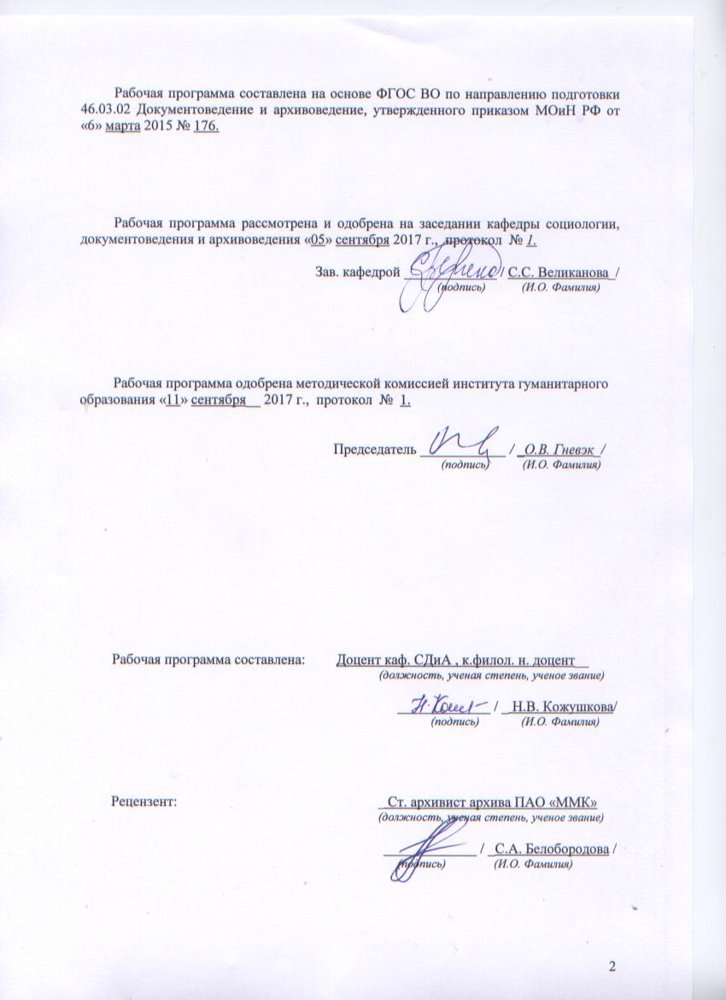 Рабочая программа составлена на основе ФГОС ВО по направлению подготовки
46.03.02 Документоведение и архивоведение, утвержденного приказом МОиН РФ от
«6» марта 2015 № 176.
Рабочая программа рассмотрена и одобрена на заседании кафедры социологии,
документоведения и архивоведения «05» сентября 2017 г., протокол № 1.
Зав. кафедрой / С.С. Великанова /
(подпись) (И.О. Фамилия)
Рабочая программа одобрена методической комиссией института гуманитарного
образования «11» сентября 2017 г., протокол № 1.
Председатель / О.В. Гневэк /
(подпись) (И.О. Фамилия)
Рабочая программа составлена: Доцент каф. СДиА , к.филол. н. доцент
(должность, ученая степень, ученое звание)
/ Н.В. Кожушкова/
(подпись) (И.О. Фамилия)
Рецензент: Ст. архивист архива ПАО «ММК»
(должность, ученая степень, ученое звание)
/ С.А. Белобородова /
(подпись) (И.О. Фамилия)
2